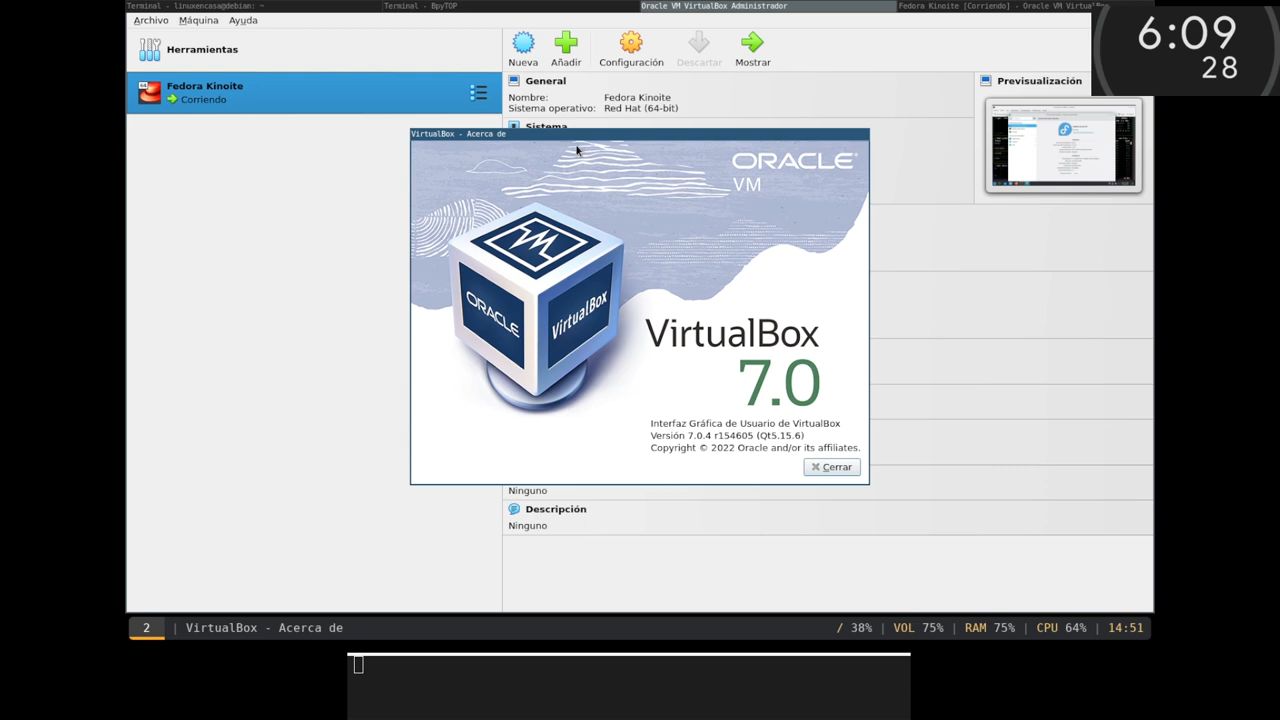 Terminal - linuxencasa@debian: ~
Terminal - BpyTOP
Oracle VM VirtualBox Administrador
Fedora Kinoite [Corriendo] - Oracle VM
6:09
28
Archivo Máquina Ayuda
Herramientas
Nueva Añadir Configuración Descartar Mostrar
Fedora Kinoite
Corriendo
General
Nombre: Fedora Kinoite
Sistema operativo: Red Hat (64-bit)
Sistema
Previsualización
VirtualBox - Acerca de
ORACLE
VM
ORACLE
VirtualBox
VirtualBox
7.0
Interfaz Gráfica de Usuario de VirtualBox
Versión 7.0.4 r154605 (Qt5.15.6)
Copyright © 2022 Oracle and/or its affiliates.
Cerrar
Ninguno
Descripción
Ninguno
2 | VirtualBox - Acerca de
/ 38% | VOL 75% | RAM 75% | CPU 64% | 14:51